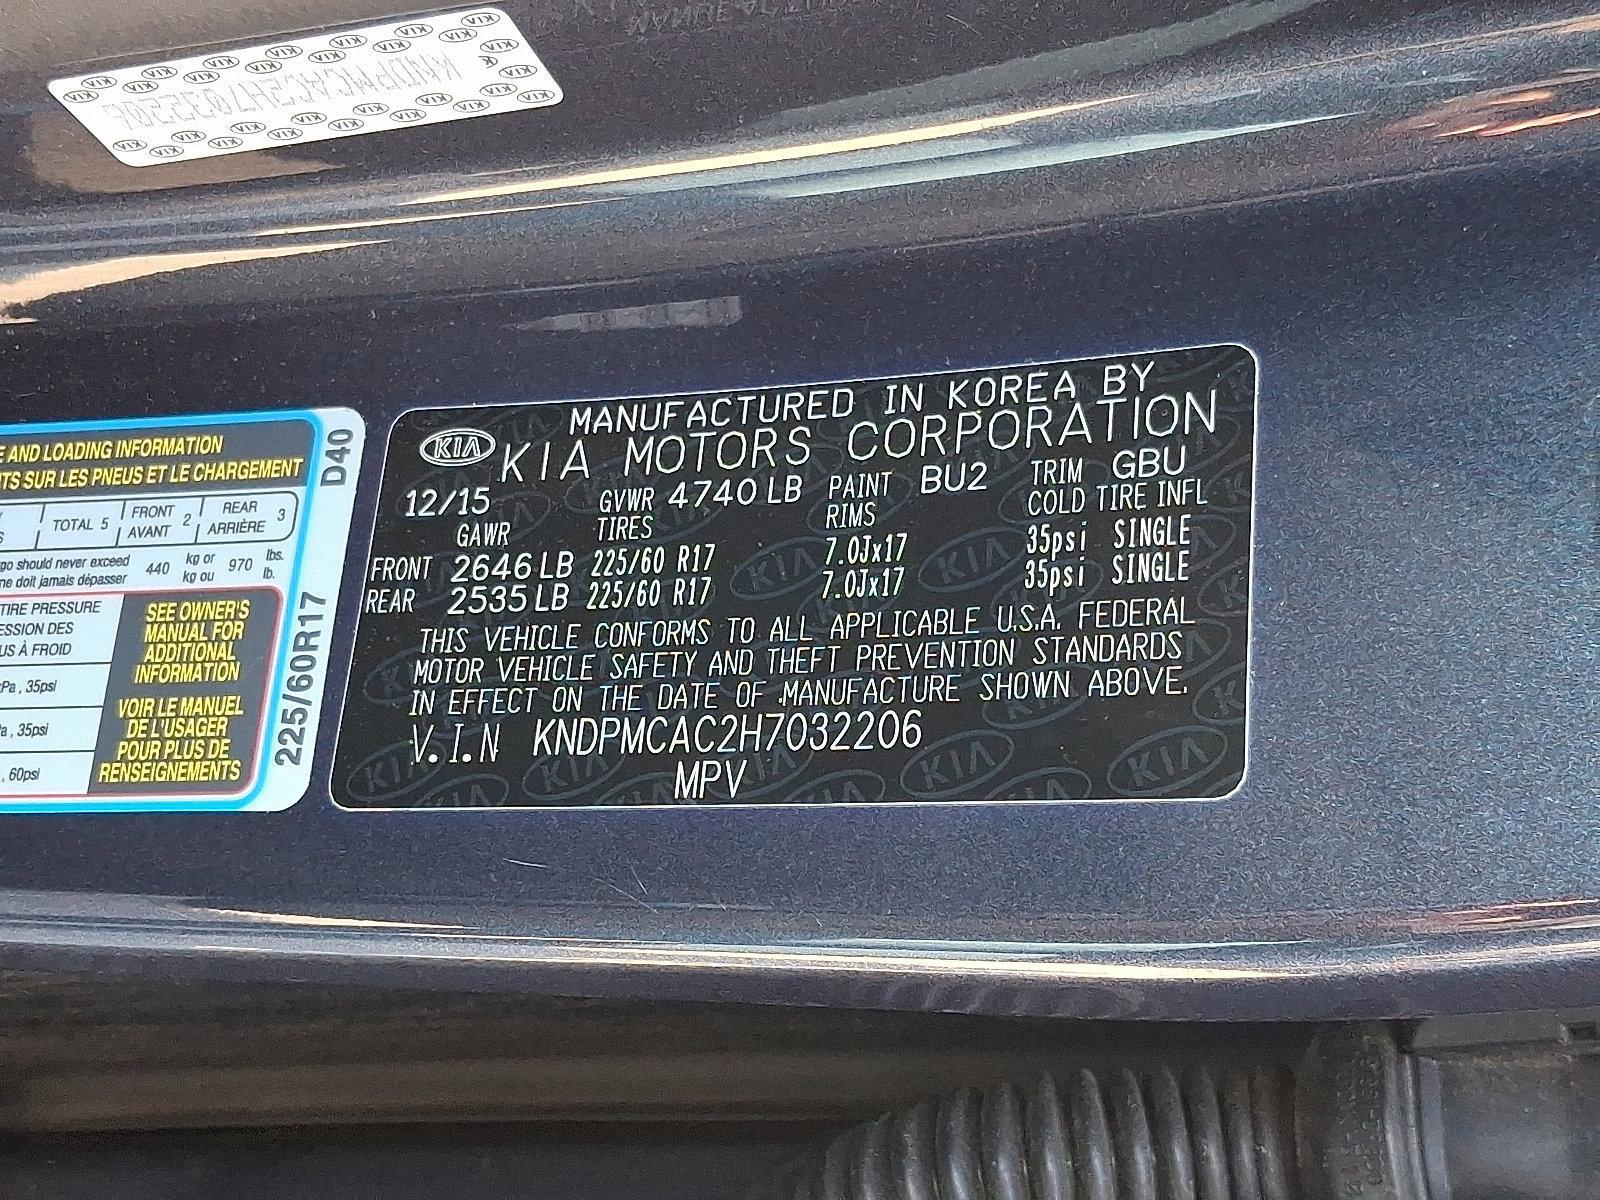 KIA
MANUFACTURED IN KOREA BY
KIA KIA MOTORS CORPORATION
12/15 GVWR 4740 LB PAINT BU2 TRIM GBU
GAWR TIRES RIMS COLD TIRE INFL
FRONT 2646 LB 225/60 R17 7.0Jx17 35psi SINGLE
REAR 2535 LB 225/60 R17 7.0Jx17 35psi SINGLE
THIS VEHICLE CONFORMS TO ALL APPLICABLE U.S.A. FEDERAL
MOTOR VEHICLE SAFETY AND THEFT PREVENTION STANDARDS
IN EFFECT ON THE DATE OF MANUFACTURE SHOWN ABOVE.
V.I.N KNDPMCAC2H7032206
MPV
AND LOADING INFORMATION
SUR LES PNEUS ET LE CHARGEMENT
TOTAL 5 FRONT AVANT 2 REAR ARRIÈRE 3
should never exceed
doit jamais dépasser
440 kg or kg ou 970 lbs. lb.
TIRE PRESSURE
DES
À FROID
, 35psi
, 35psi
, 60psi
SEE OWNER'S
MANUAL FOR
ADDITIONAL
INFORMATION
VOIR LE MANUEL
DE L'USAGER
POUR PLUS DE
RENSEIGNEMENTS
D40
225/60R17